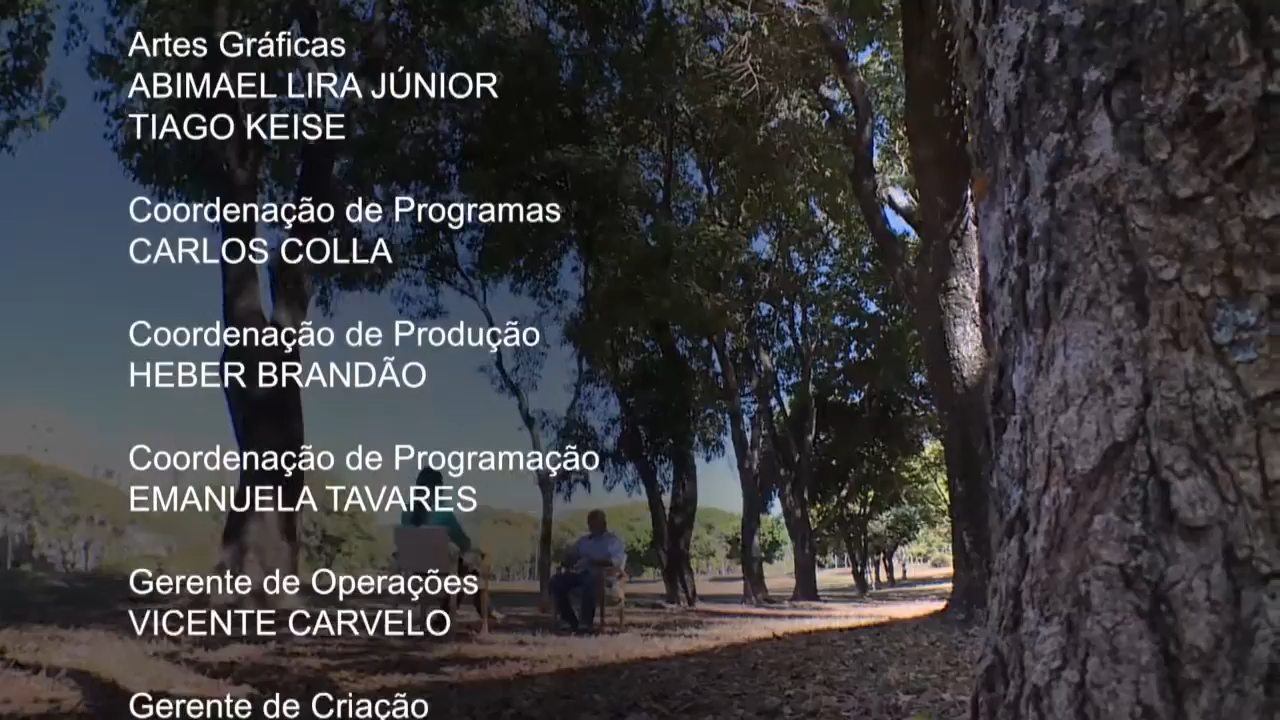 Artes Gráficas
ABIMAEL LIRA JÚNIOR
TIAGO KEISE
Coordenação de Programas
CARLOS COLLA
Coordenação de Produção
HEBER BRANDÃO
Coordenação de Programação
EMANUELA TAVARES
Gerente de Operações
VICENTE CARVELO
Gerente de Criação